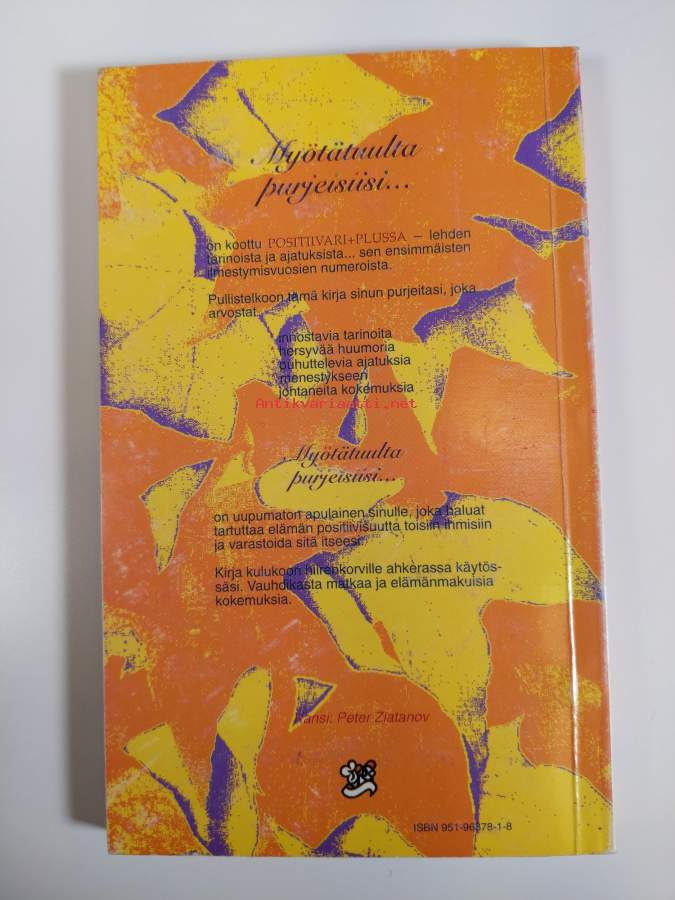 Myötätuulta
purjeisiisi...
on koottu POSITIIVARI+PLUSSA – lehden
tarinoista ja ajatuksista... sen ensimmäisten
ilmestymisvuosien numeroista.
Pullistelkoon tämä kirja sinun purjeitasi, joka
arvostat...
innostavia tarinoita
hersyvää huumoria
puhuttelevia ajatuksia
menestykseen
johtaneita kokemuksia
Antikvariaatti.net
Myötätuulta
purjeisiisi...
on uupumaton apulainen sinulle, joka haluat
tartuttaa elämän positiivisuutta toisiin ihmisiin
ja varastoida sitä itseesi.
Kirja kulukoon hiirenkorville ahkerassa käytös-
säsi. Vauhdikasta matkaa ja elämänmakuisia
kokemuksia.
Kansi: Peter Zlatanov
ISBN 951-96378-1-8